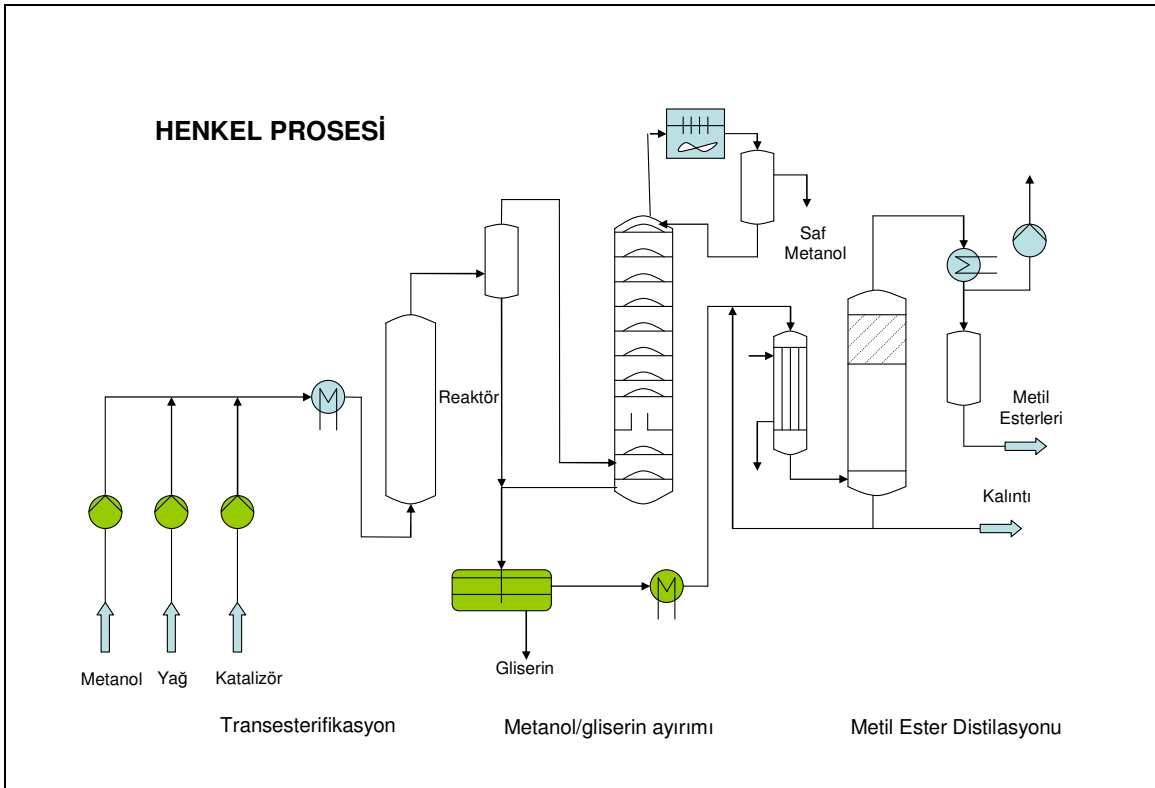 HENKEL PROSESİ
Saf
Metanol
Reaktör
Metil
Esterleri
Kalıntı
Gliserin
Metanol
Yağ
Katalizör
Transesterifikasyon
Metanol/gliserin ayırımı
Metil Ester Distilasyonu